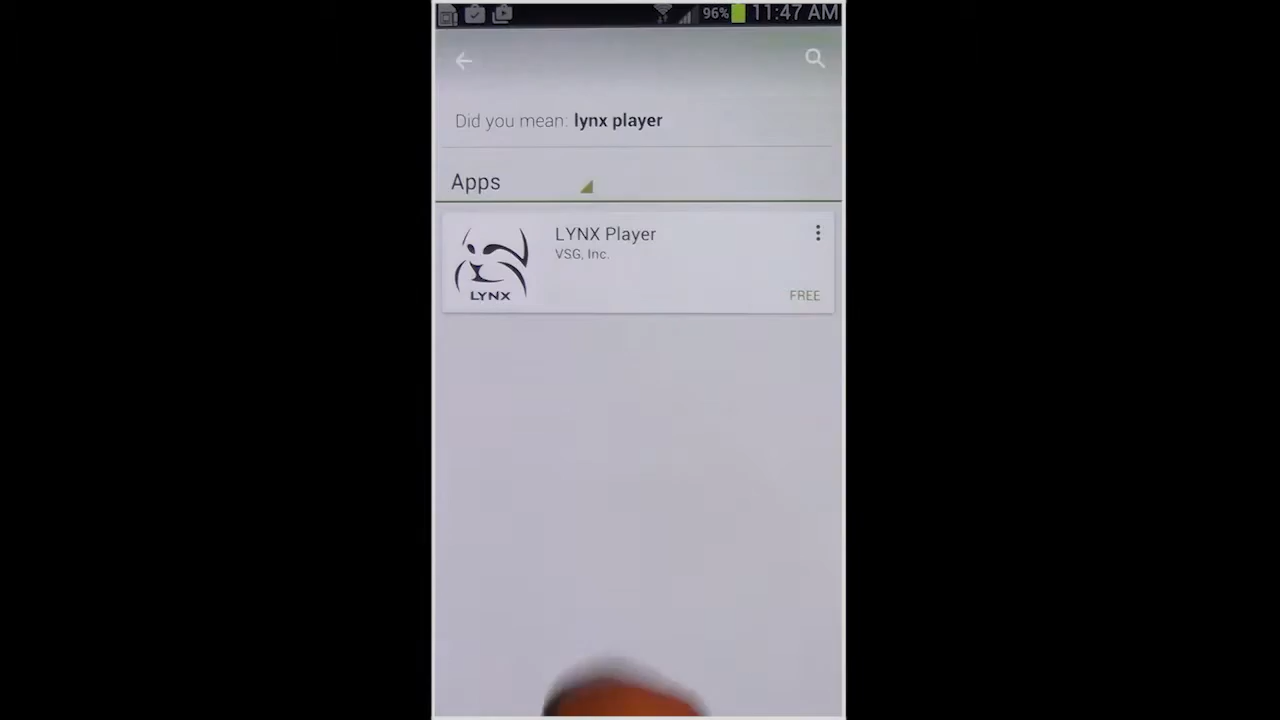 96% 11:47 AM
Did you mean: lynx player
Apps
LYNX Player
VSG, Inc.
LYNX
FREE